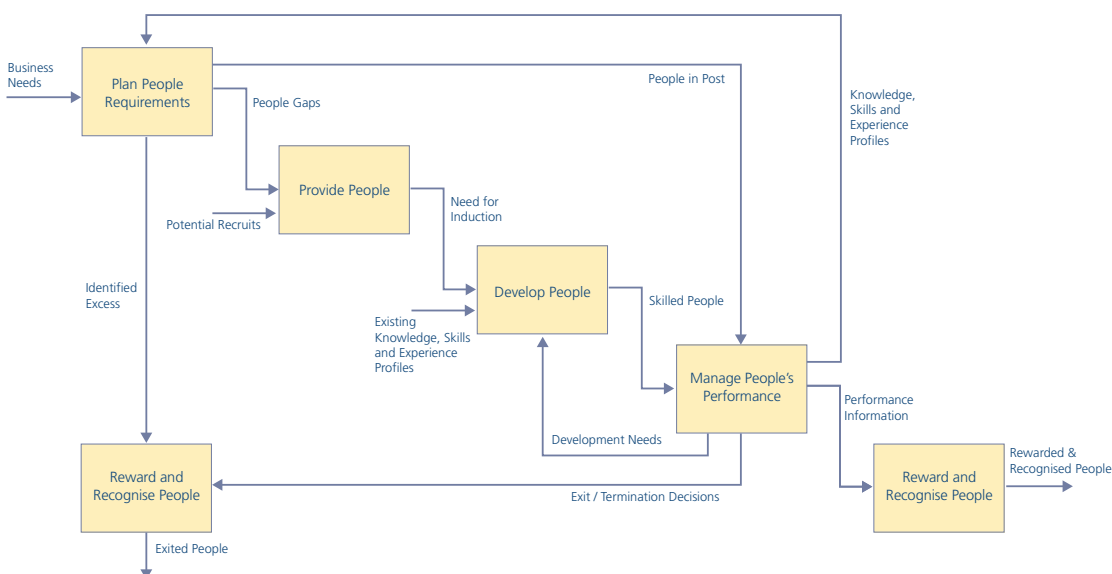 Business
Needs
Plan People
Requirements
People in Post
People Gaps
Knowledge,
Skills and
Experience
Profiles
Provide People
Potential Recruits
Need for
Induction
Identified
Excess
Develop People
Skilled People
Existing
Knowledge, Skills
and Experience
Profiles
Manage People's
Performance
Performance
Information
Development Needs
Reward and
Recognise People
Exit / Termination Decisions
Reward and
Recognise People
Rewarded &
Recognised People
Exited People